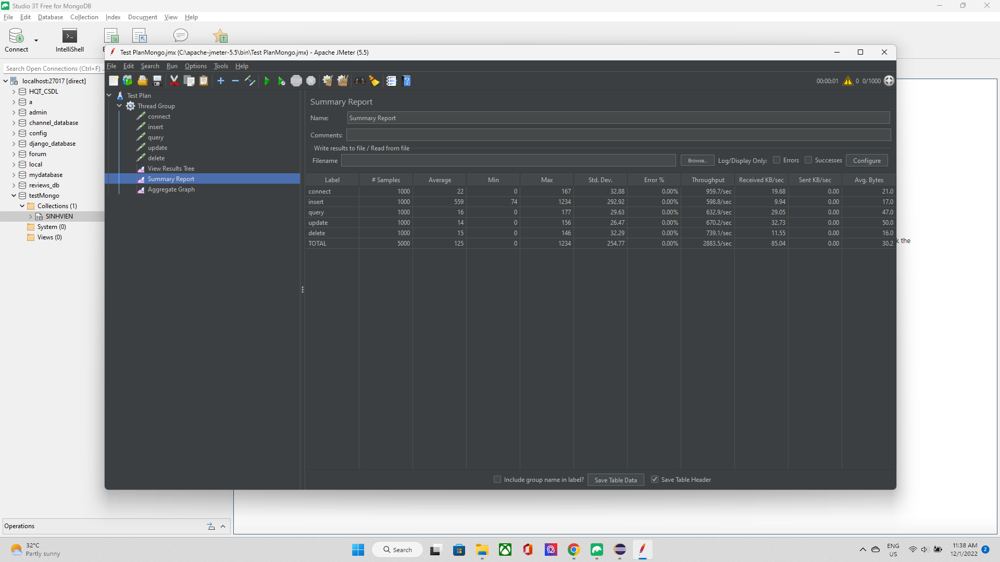 Studio 3T Free for MongoDB
File Edit Database Collection Index Document View Help
Connect IntelliShell
Search Open Connections (Ctrl+F) ...
localhost:27017 [direct]
HQT_CSDL
a
admin
channel_database
config
django_database
forum
local
mydatabase
reviews_db
testMongo
Collections (1)
SINHVIEN
System (0)
Views (0)
Operations
Test PlanMongo.jmx (C:\apache-jmeter-5.5\bin\Test PlanMongo.jmx) - Apache JMeter (5.5)
File Edit Search Run Options Tools Help
STOP 00:00:01 0 0/1000
Test Plan
Thread Group
connect
insert
query
update
delete
View Results Tree
Summary Report
Aggregate Graph
Summary Report
Name: Summary Report
Comments:
Write results to file / Read from file
Filename Browse... Log/Display Only: Errors Successes Configure
Label # Samples Average Min Max Std. Dev. Error % Throughput Received KB/sec Sent KB/sec Avg. Bytes
connect 1000 22 0 167 32.88 0.00% 959.7/sec 19.68 0.00 21.0
insert 1000 559 74 1234 292.92 0.00% 598.8/sec 9.94 0.00 17.0
query 1000 16 0 177 29.63 0.00% 632.9/sec 29.05 0.00 47.0
update 1000 14 0 156 26.47 0.00% 670.2/sec 32.73 0.00 50.0
delete 1000 15 0 146 32.29 0.00% 739.1/sec 11.55 0.00 16.0
TOTAL 5000 125 0 1234 254.77 0.00% 2883.5/sec 85.04 0.00 30.2
the
Include group name in label? Save Table Data Save Table Header
32°C
Partly sunny
Search
ENG
US
11:38 AM
12/1/2022
2